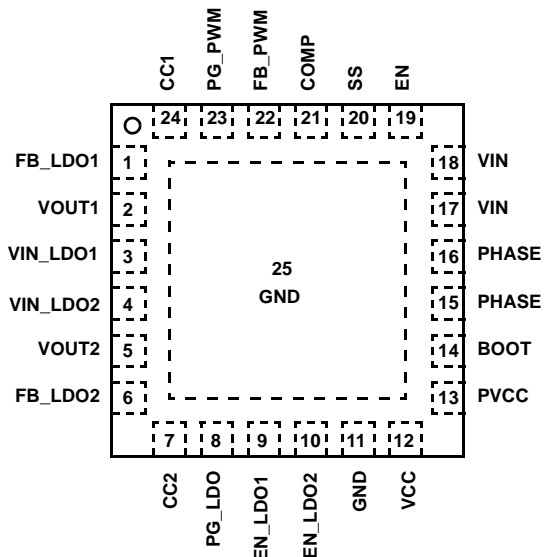 CC1
PG_PWM
FB_PWM
COMP
SS
EN
24
23
22
21
20
19
FB_LDO1
1
18
VIN
VOUT1
2
17
VIN
VIN_LDO1
3
16
PHASE
25
GND
VIN_LDO2
4
15
PHASE
VOUT2
5
14
BOOT
FB_LDO2
6
13
PVCC
7
8
9
10
11
12
CC2
PG_LDO
EN_LDO1
EN_LDO2
GND
VCC